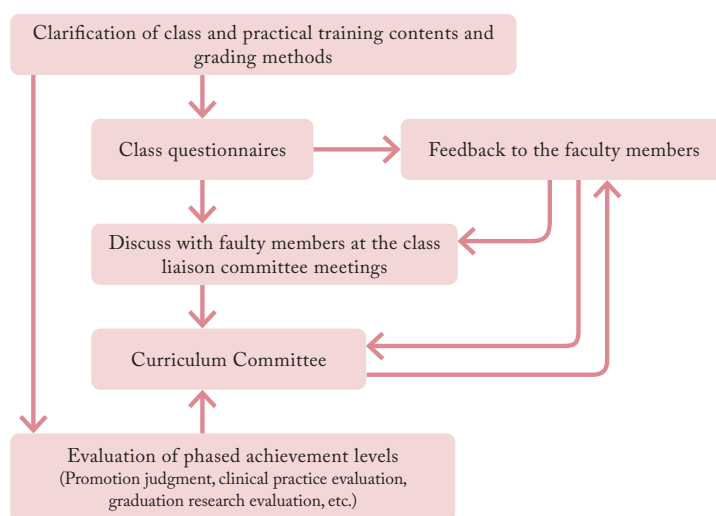 Clarification of class and practical training contents and
grading methods
Class questionnaires
Feedback to the faculty members
Discuss with faulty members at the class
liaison committee meetings
Curriculum Committee
Evaluation of phased achievement levels
(Promotion judgment, clinical practice evaluation,
graduation research evaluation, etc.)